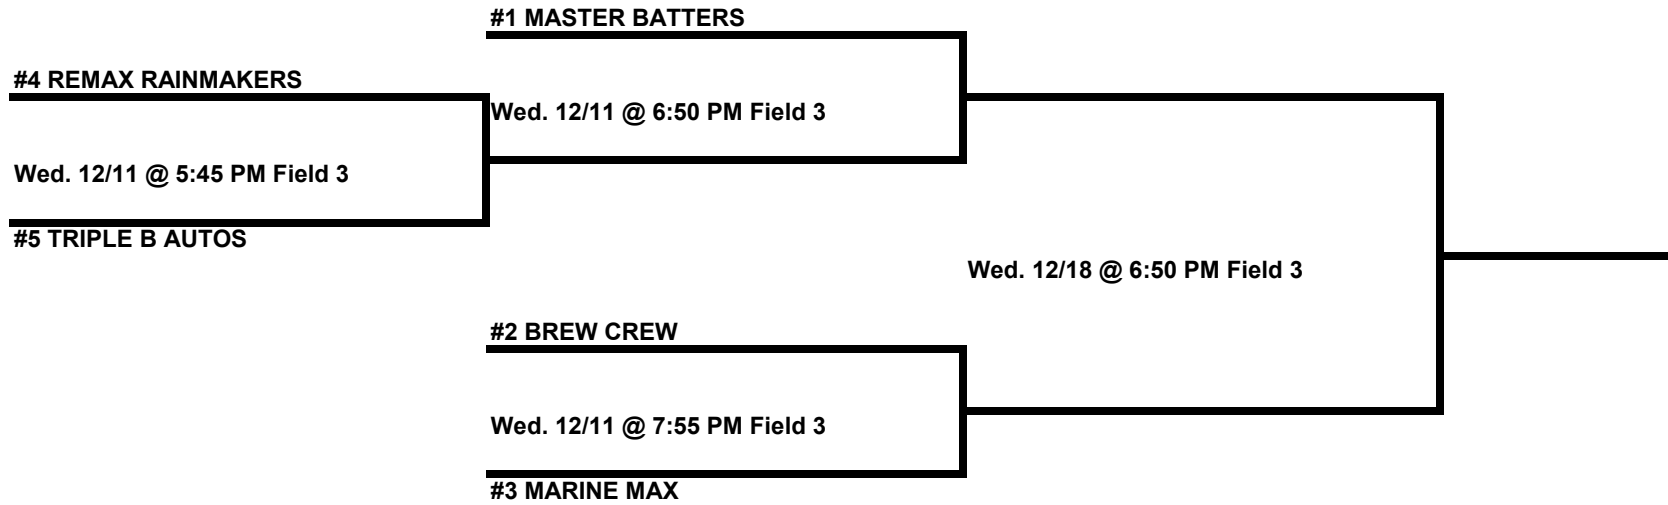 #1 MASTER BATTERS
#4 REMAX RAINMAKERS
Wed. 12/11 @ 6:50 PM Field 3
Wed. 12/11 @ 5:45 PM Field 3
#5 TRIPLE B AUTOS
Wed. 12/18 @ 6:50 PM Field 3
#2 BREW CREW
Wed. 12/11 @ 7:55 PM Field 3
#3 MARINE MAX